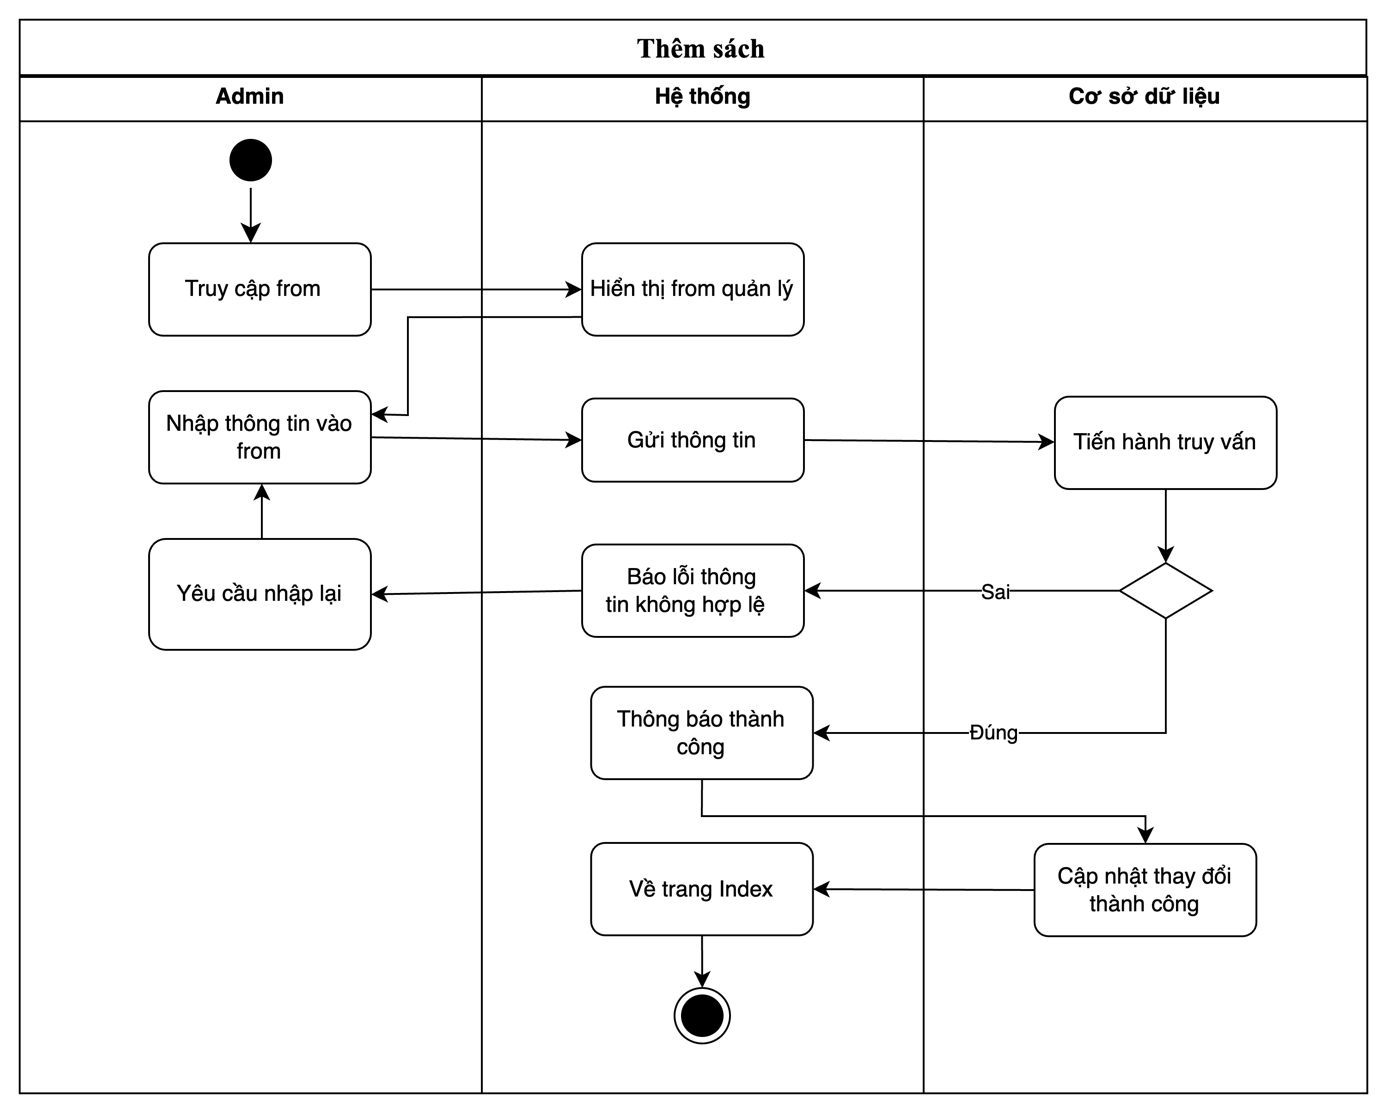 Thêm sách
Admin
Hệ thống
Cơ sở dữ liệu
Truy cập from
Hiển thị from quản lý
Nhập thông tin vào
from
Gửi thông tin
Tiến hành truy vấn
Yêu cầu nhập lại
Báo lỗi thông
tin không hợp lệ
Sai
Thông báo thành
công
Đúng
Về trang Index
Cập nhật thay đổi
thành công